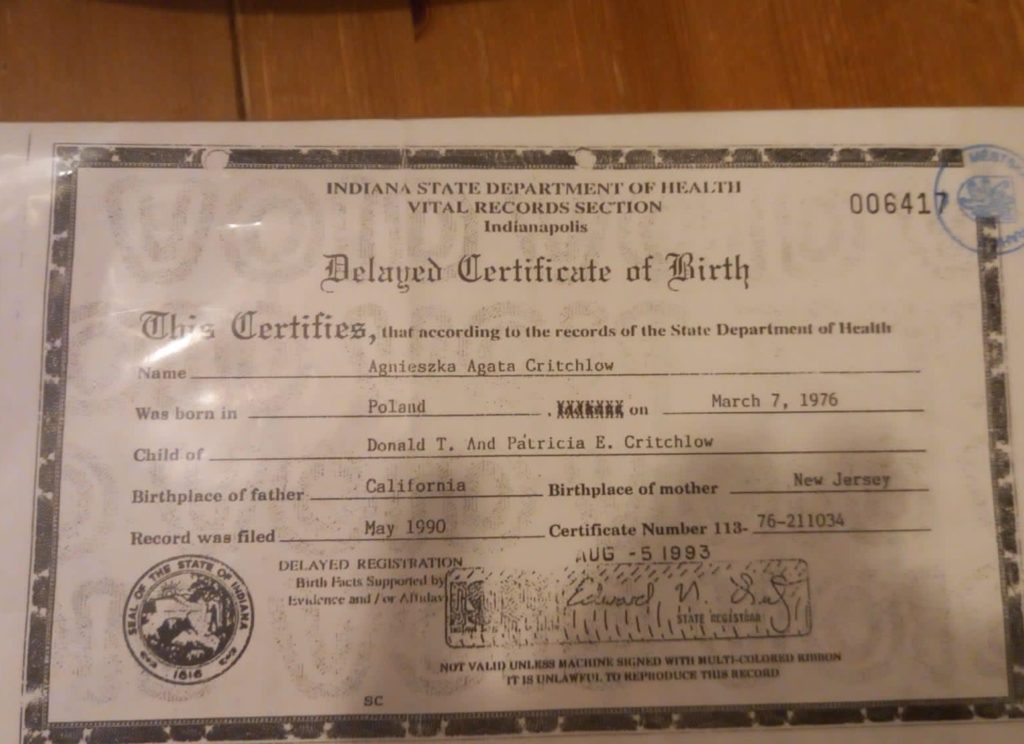 INDIANA STATE DEPARTMENT OF HEALTH
VITAL RECORDS SECTION
Indianapolis
006417
Delayed Certificate of Birth
This Certifies, that according to the records of the State Department of Health
Name Agnieszka Agata Critchlow
Was born in Poland , on March 7, 1976
Child of Donald T. And Patricia E. Critchlow
Birthplace of father California Birthplace of mother New Jersey
Record was filed May 1990 Certificate Number 113- 76-211034
AUG -5 1993
DELAYED REGISTRATION
Birth Facts Supported by
Evidence and / or Affidav
Edward N.
STATE REGISTRAR
SEAL OF THE STATE OF INDIANA
1816
NOT VALID UNLESS MACHINE SIGNED WITH MULTI-COLORED RIBBON
IT IS UNLAWFUL TO REPRODUCE THIS RECORD
SC